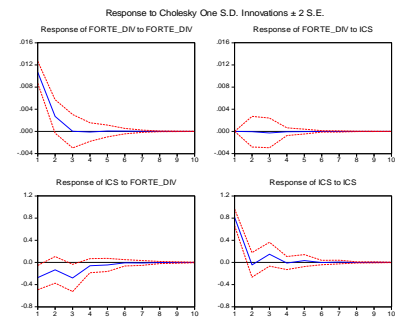 Response to Cholesky One S.D. Innovations ± 2 S.E.
Response of FORTE_DIV to FORTE_DIV
.016
.012
.008
.004
.000
-.004
1 2 3 4 5 6 7 8 9 10
Response of FORTE_DIV to ICS
.016
.012
.008
.004
.000
-.004
1 2 3 4 5 6 7 8 9 10
Response of ICS to FORTE_DIV
1.2
0.8
0.4
0.0
-0.4
-0.8
1 2 3 4 5 6 7 8 9 10
Response of ICS to ICS
1.2
0.8
0.4
0.0
-0.4
-0.8
1 2 3 4 5 6 7 8 9 10